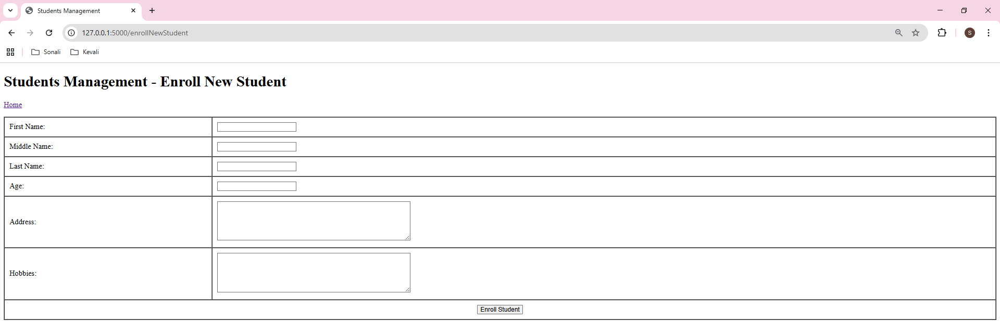 Students Management
127.0.0.1:5000/enrollNewStudent
S
Sonali
Kevali
Students Management - Enroll New Student
Home
First Name:
Middle Name:
Last Name:
Age:
Address:
Hobbies:
Enroll Student